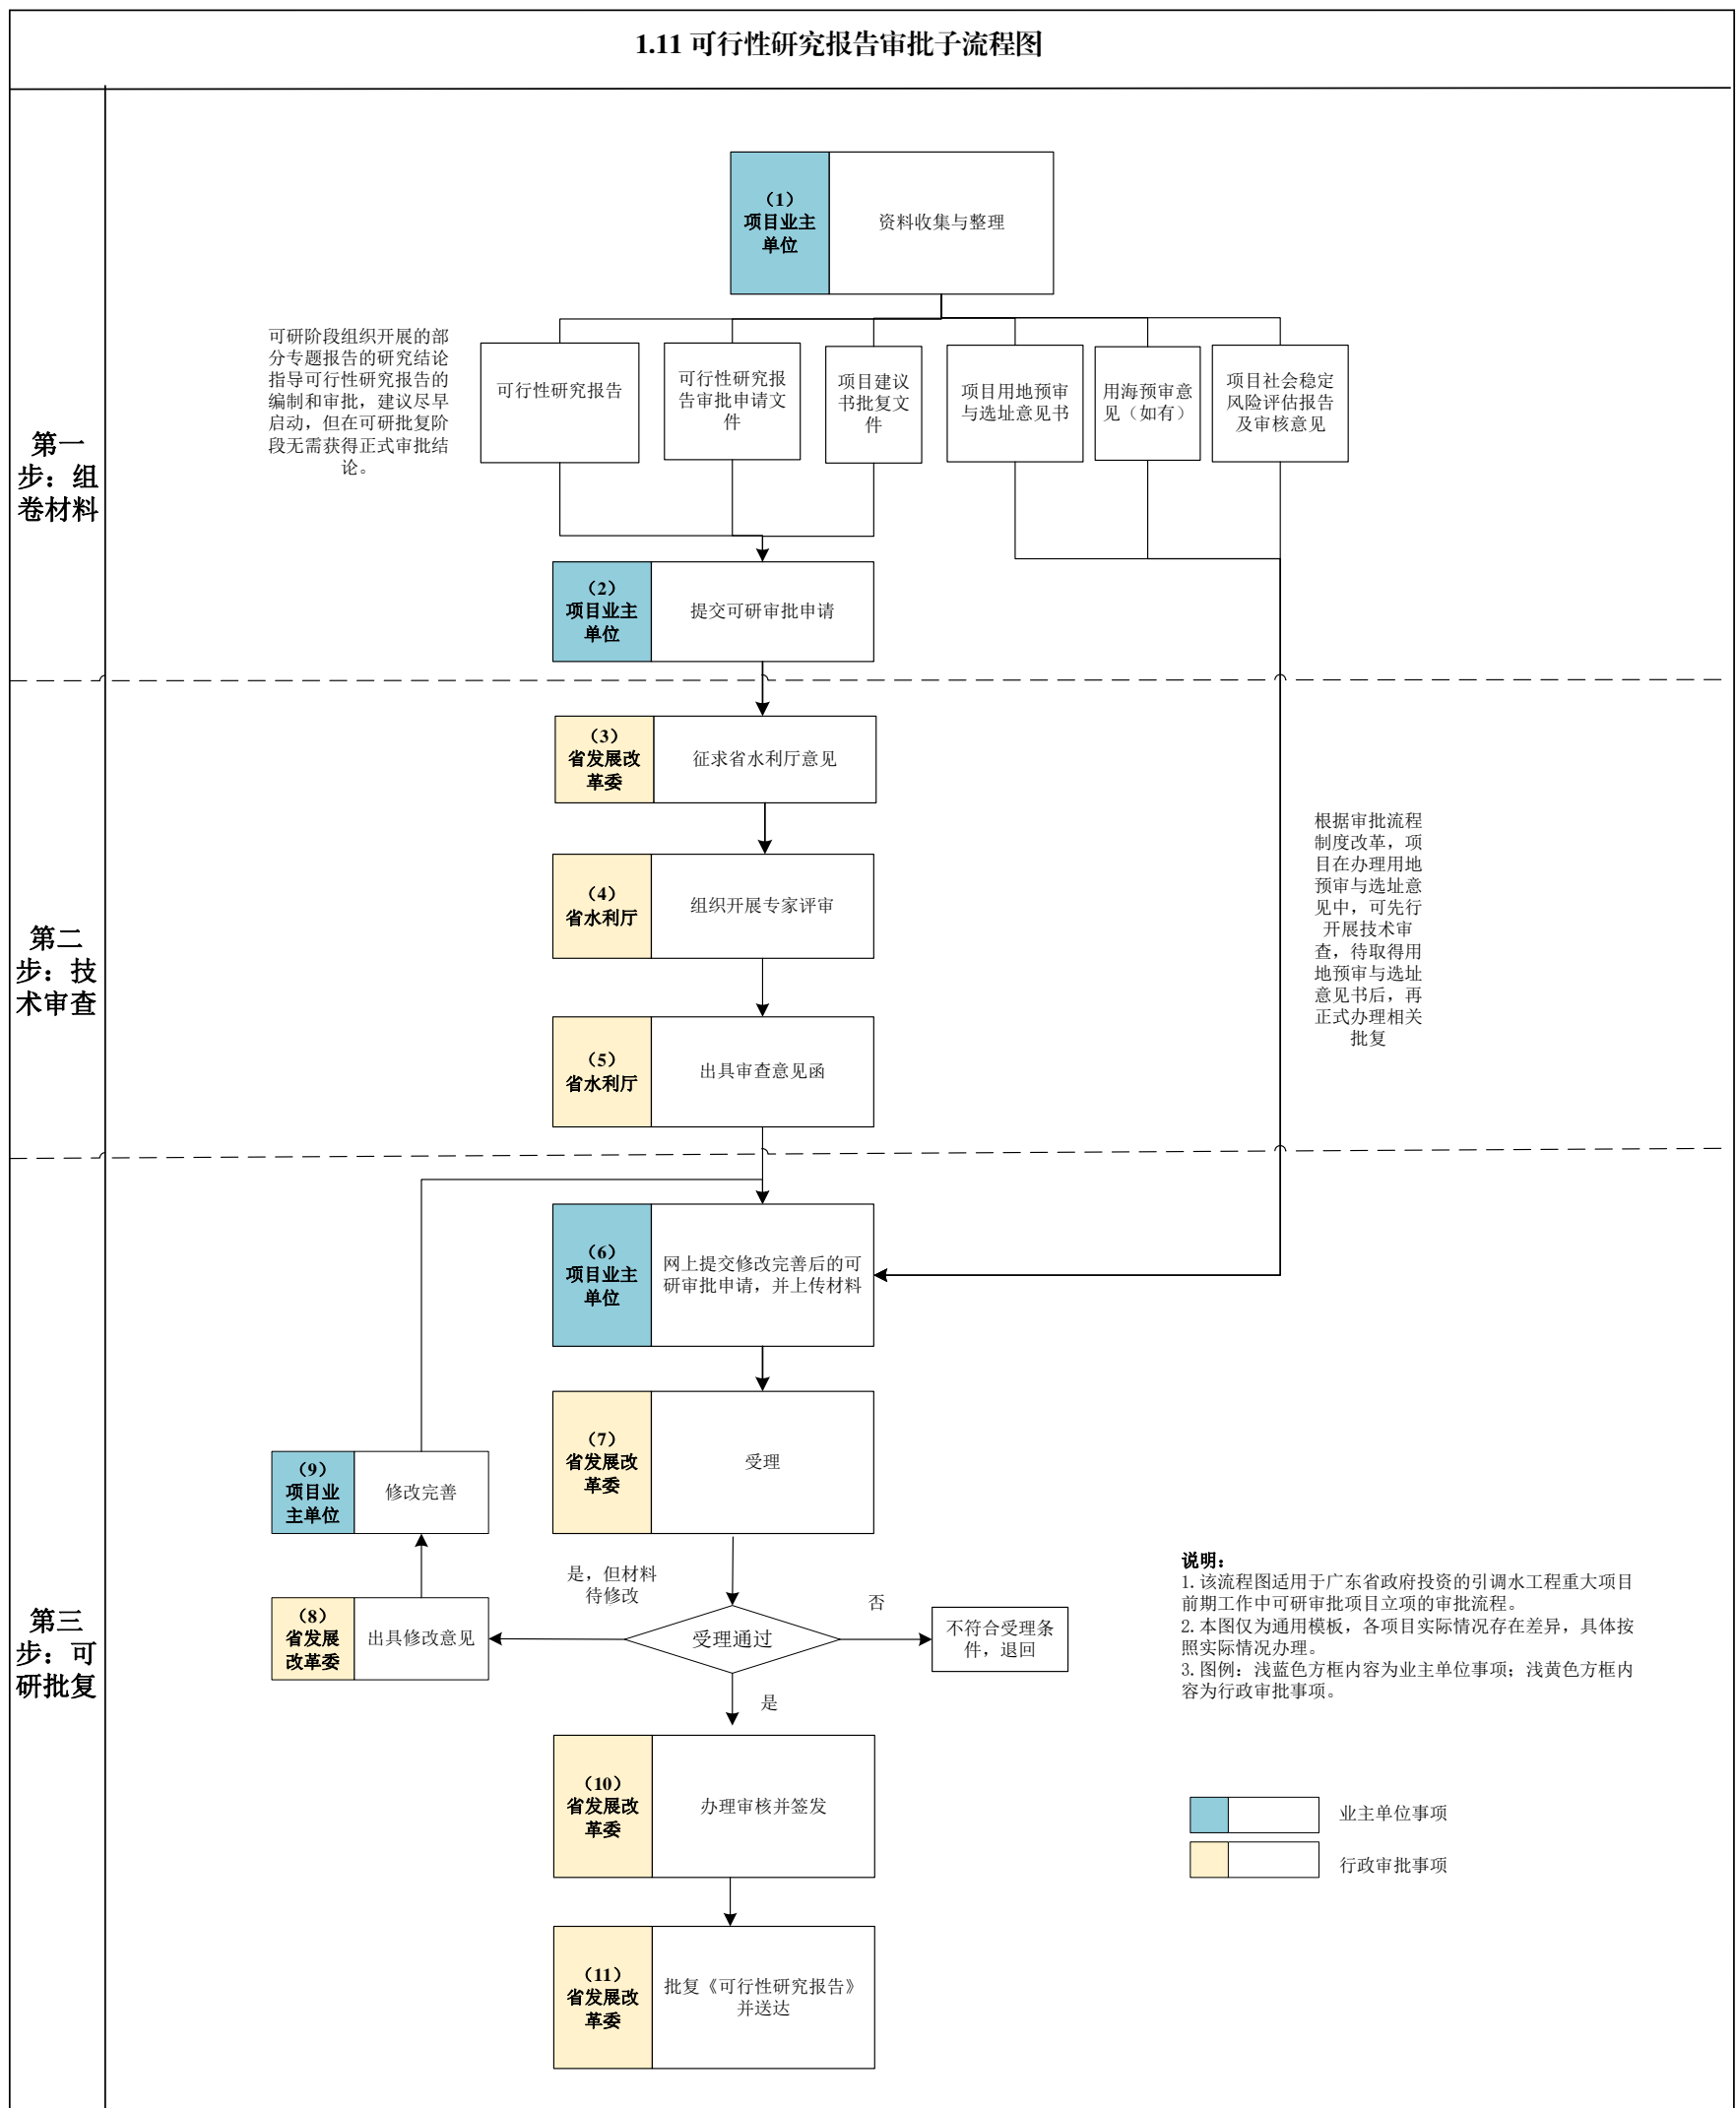 1.11 可行性研究报告审批子流程图
第一
步：组
卷材料
（1）
项目业主
单位
资料收集与整理
可研阶段组织开展的部
分专题报告的研究结论
指导可行性研究报告的
编制和审批，建议尽早
启动，但在可研批复阶
段无需获得正式审批结
论。
可行性研究报告
可行性研究报
告审批申请文
件
项目建议
书批复文
件
项目用地预审
与选址意见书
用海预审意
见（如有）
项目社会稳定
风险评估报告
及审核意见
（2）
项目业主
单位
提交可研审批申请
第二
步：技
术审查
（3）
省发展改
革委
征求省水利厅意见
（4）
省水利厅
组织开展专家评审
（5）
省水利厅
出具审查意见函
根据审批流程
制度改革，项
目在办理用地
预审与选址意
见中，可先行
开展技术审
查，待取得用
地预审与选址
意见书后，再
正式办理相关
批复
第三
步：可
研批复
（6）
项目业主
单位
网上提交修改完善后的可
研审批申请，并上传材料
（7）
省发展改
革委
受理
（9）
项目业
主单位
修改完善
是，但材料
待修改
（8）
省发展
改革委
出具修改意见
受理通过
否
不符合受理条
件，退回
是
（10）
省发展改
革委
办理审核并签发
（11）
省发展改
革委
批复《可行性研究报告》
并送达
说明：
1.该流程图适用于广东省政府投资的引调水工程重大项目
前期工作中可研审批项目立项的审批流程。
2.本图仅为通用模板，各项目实际情况存在差异，具体按
照实际情况办理。
3.图例：浅蓝色方框内容为业主单位事项；浅黄色方框内
容为行政审批事项。
业主单位事项
行政审批事项